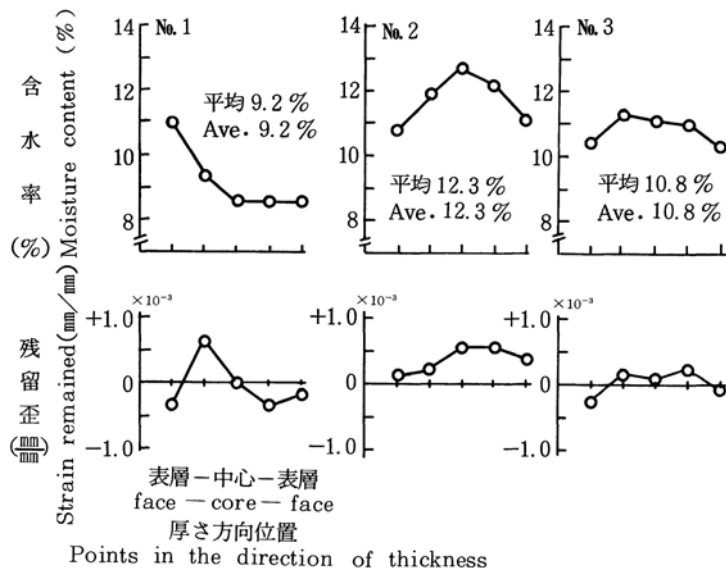 含水率(%)
Moisture content (%)
14
12
10
8
No. 1
平均 9.2 %
Ave. 9.2 %
14
12
10
8
No. 2
平均 12.3 %
Ave. 12.3 %
14
12
10
8
No. 3
平均 10.8 %
Ave. 10.8 %
残留歪(mm/mm)
Strain remained(mm/mm)
×10⁻³
+1.0
0
−1.0
×10⁻³
+1.0
0
−1.0
×10⁻³
+1.0
0
−1.0
表層−中心−表層
face — core — face
厚さ方向位置
Points in the direction of thickness